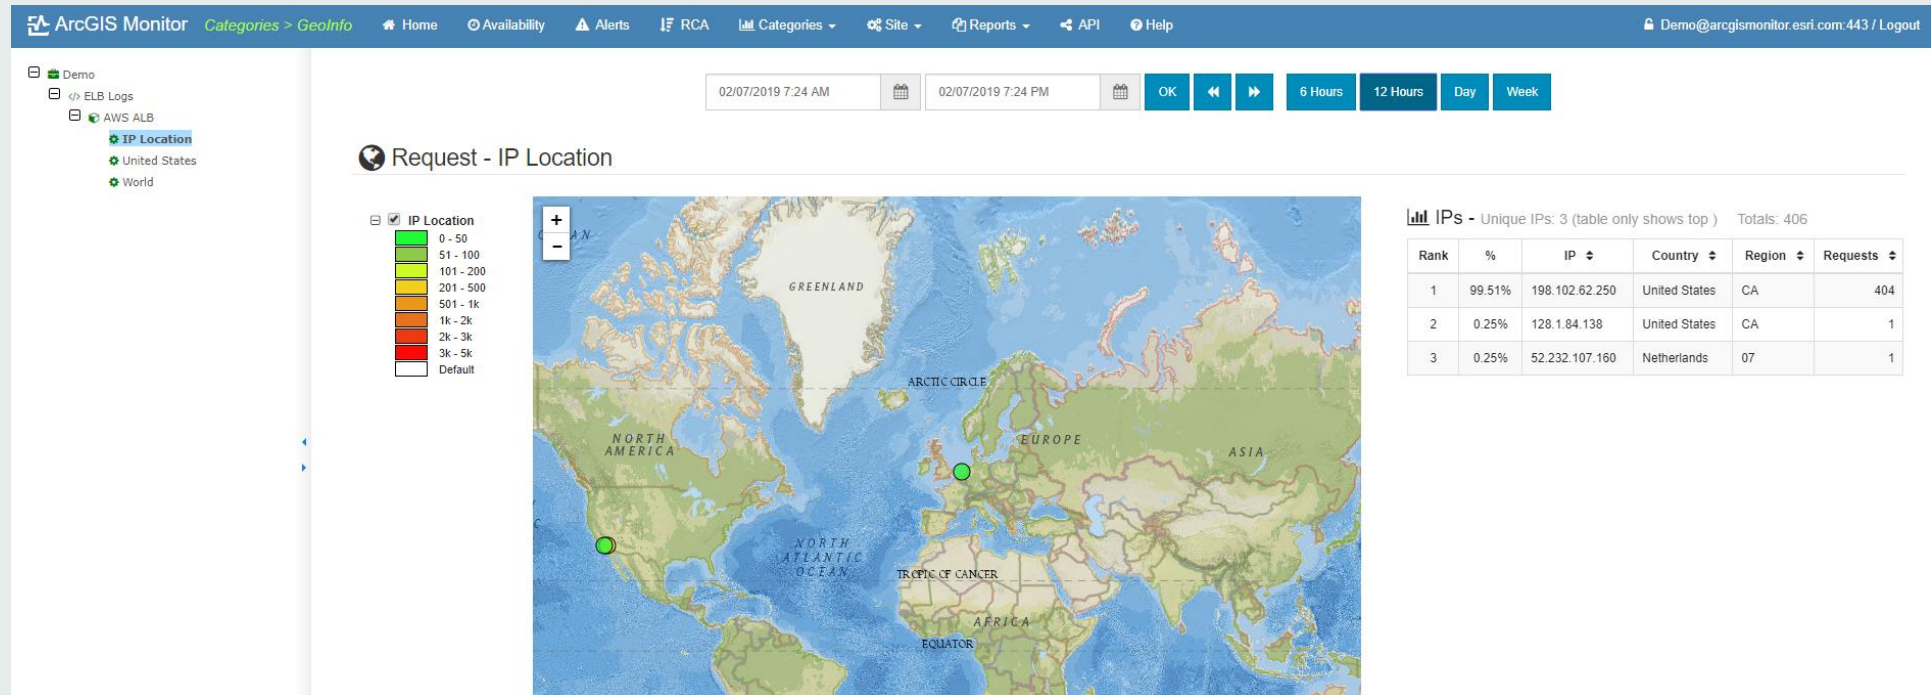 ArcGIS Monitor Categories > GeoInfo Home Availability Alerts RCA Categories Site Reports API Help Demo@arcgismonitor.esri.com:443 / Logout
Demo
ELB Logs
AWS ALB
IP Location
United States
World
02/07/2019 7:24 AM 02/07/2019 7:24 PM OK 6 Hours 12 Hours Day Week
Request - IP Location
IP Location
0 - 50
51 - 100
101 - 200
201 - 500
501 - 1k
1k - 2k
2k - 3k
3k - 5k
Default
+
−
GREENLAND
ARCTIC CIRCLE
NORTH
AMERICA
EUROPE
ASIA
NORTH
ATLANTIC
OCEAN
TROPIC OF CANCER
AFRICA
EQUATOR
IPs - Unique IPs: 3 (table only shows top ) Totals: 406
Rank % IP Country Region Requests
1 99.51% 198.102.62.250 United States CA 404
2 0.25% 128.1.84.138 United States CA 1
3 0.25% 52.232.107.160 Netherlands 07 1